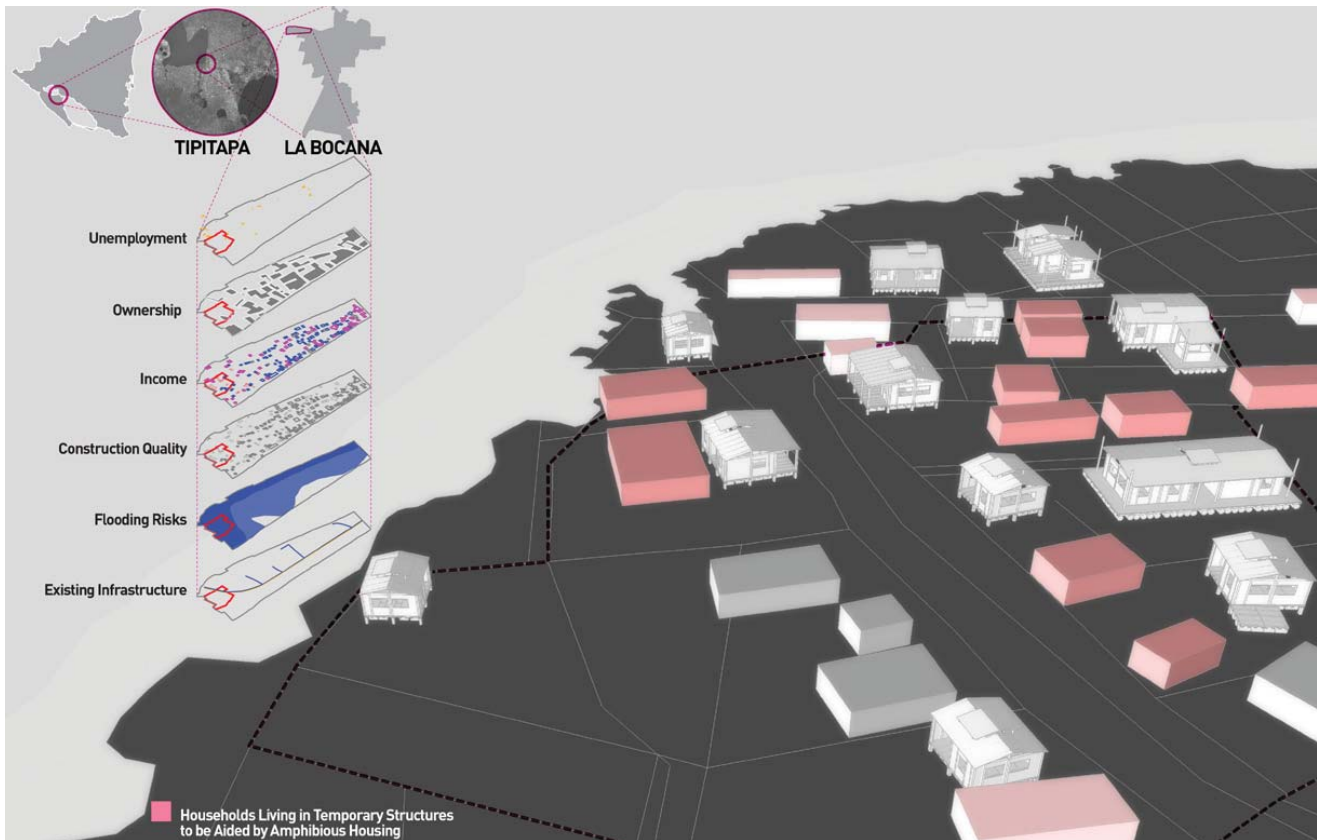 TIPITAPA
LA BOCANA
Unemployment
Ownership
Income
Construction Quality
Flooding Risks
Existing Infrastructure
Households Living in Temporary Structures
to be Aided by Amphibious Housing